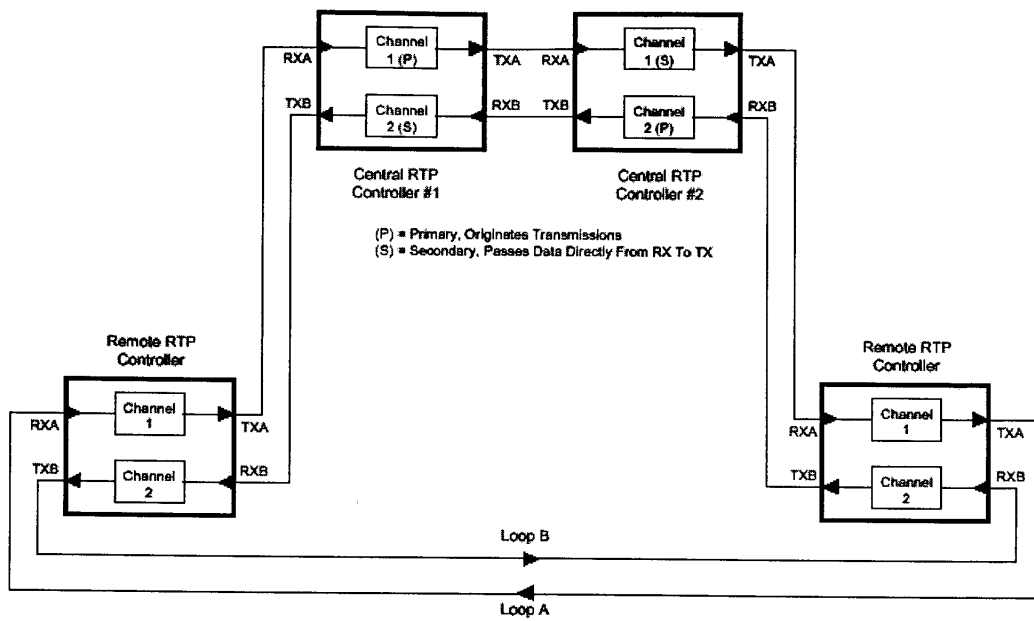 RXA
Channel
1 (P)
TXA
RXA
Channel
1 (S)
TXA
TXB
Channel
2 (S)
RXB
TXB
Channel
2 (P)
RXB
Central RTP
Controller #1
Central RTP
Controller #2
(P) = Primary, Originates Transmissions
(S) = Secondary, Passes Data Directly From RX To TX
Remote RTP
Controller
RXA
Channel
1
TXA
TXB
Channel
2
RXB
Remote RTP
Controller
RXA
Channel
1
TXA
TXB
Channel
2
RXB
Loop B
Loop A